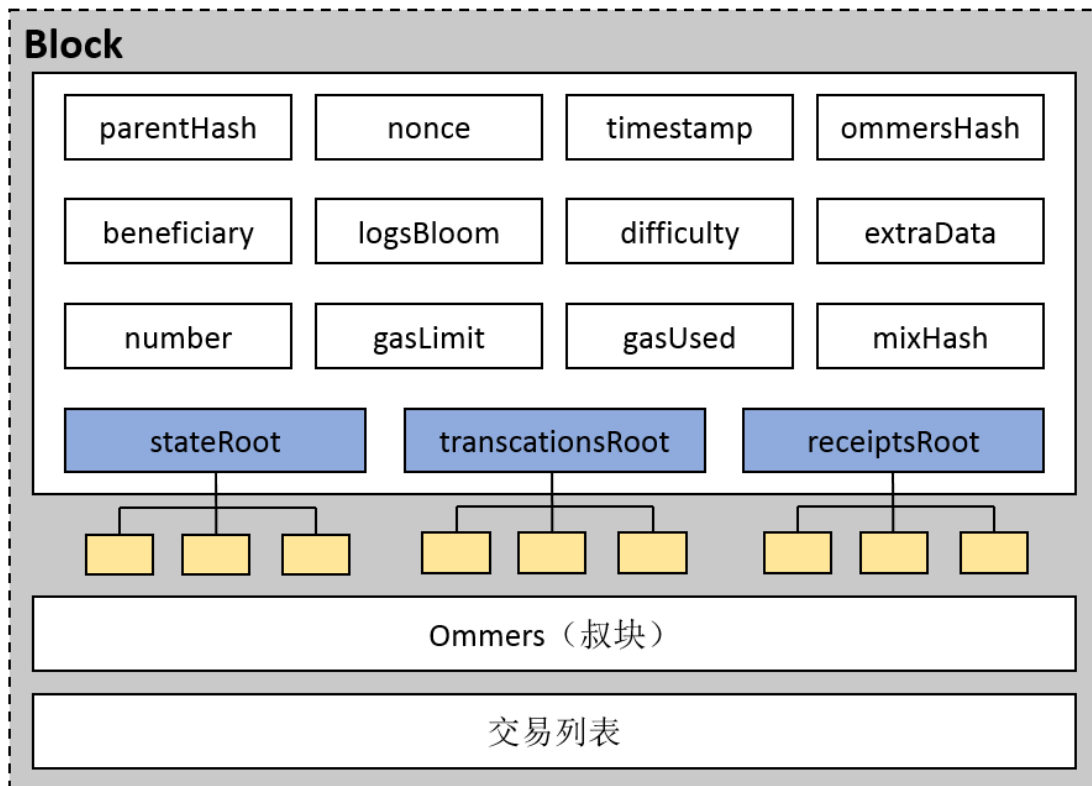 Block
parentHash nonce timestamp ommersHash
beneficiary logsBloom difficulty extraData
number gasLimit gasUsed mixHash
stateRoot transcationsRoot receiptsRoot
Ommers（叔块）
交易列表